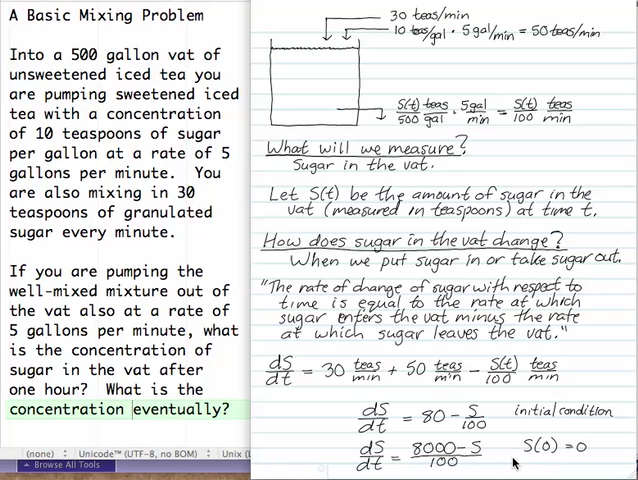 A Basic Mixing Problem
Into a 500 gallon vat of
unsweetened iced tea you
are pumping sweetened iced
tea with a concentration
of 10 teaspoons of sugar
per gallon at a rate of 5
gallons per minute. You
are also mixing in 30
teaspoons of granulated
sugar every minute.
If you are pumping the
well-mixed mixture out of
the vat also at a rate of
5 gallons per minute, what
is the concentration of
sugar in the vat after
one hour? What is the
concentration eventually?
(none)
Unicode™ (UTF-8, no BOM)
Unix (L
Browse All Tools
30 teas/min
10 teas/gal · 5 gal/min = 50 teas/min
S(t)/500 teas/gal · 5 gal/min = S(t)/100 teas/min
What will we measure?
Sugar in the vat.
Let S(t) be the amount of sugar in the
vat (measured in teaspoons) at time t.
How does sugar in the vat change?
When we put sugar in or take sugar out.
"The rate of change of sugar with respect to
time is equal to the rate at which
sugar enters the vat minus the rate
at which sugar leaves the vat."
dS/dt = 30 teas/min + 50 teas/min - S(t)/100 teas/min
dS/dt = 80 - S/100 initial condition
dS/dt = 8000-S/100 S(0) = 0